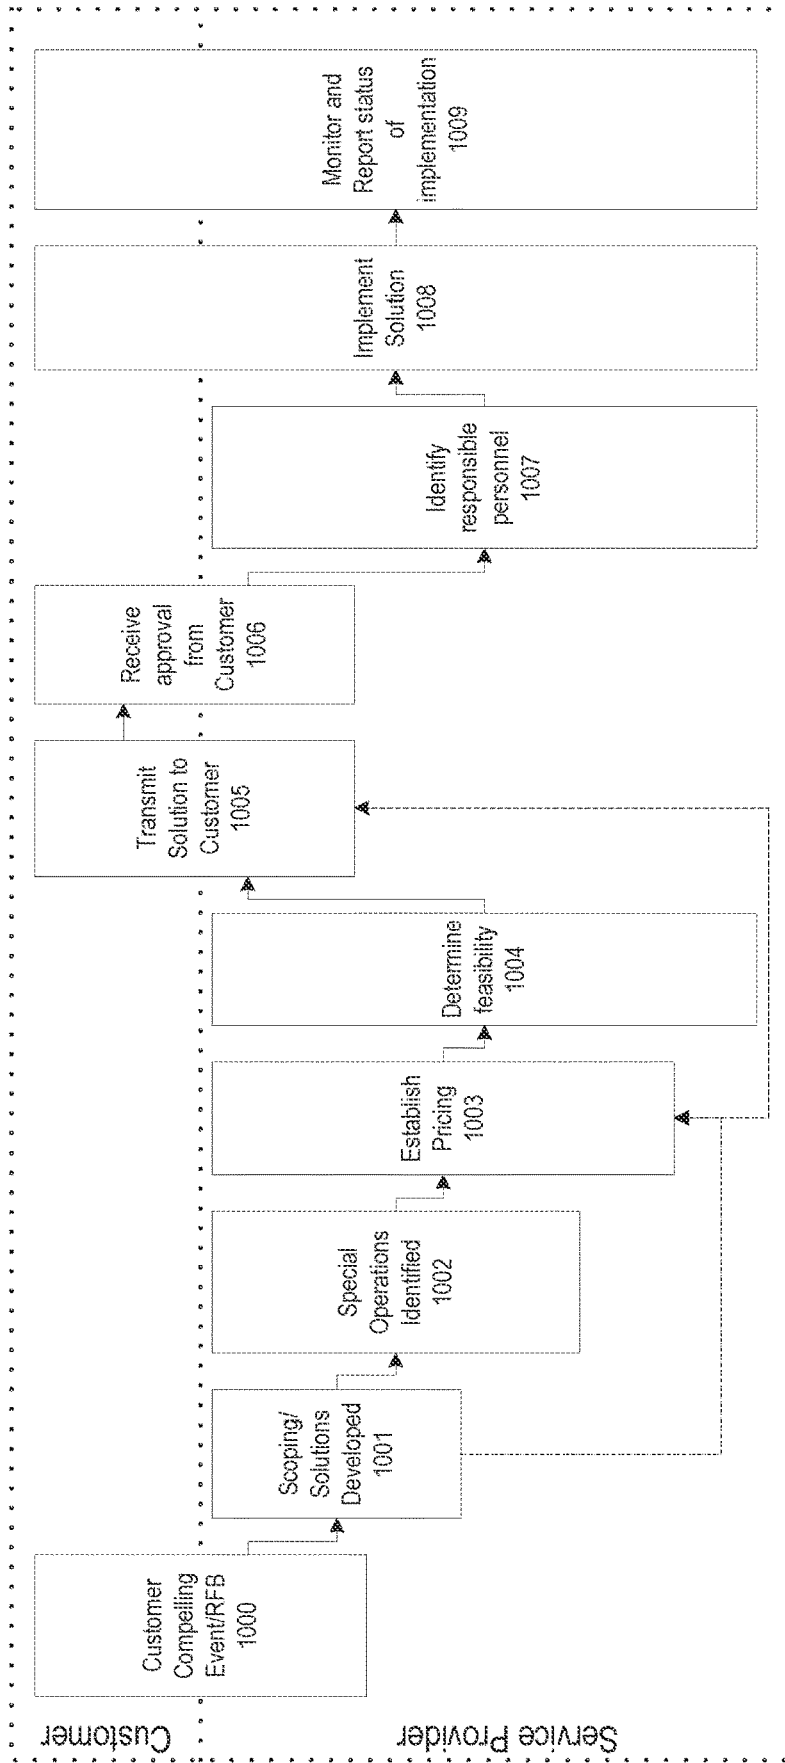 Customer
Service Provider
Customer
Compelling
Event/RFB
1000
Scoping/
Solutions
Developed
1001
Special
Operations
Identified
1002
Establish
Pricing
1003
Determine
feasibility
1004
Transmit
Solution to
Customer
1005
Receive
approval
from
Customer
1006
Identify
responsible
personnel
1007
Implement
Solution
1008
Monitor and
Report status
of
implementation
1009